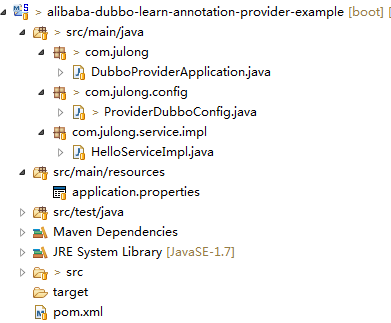 > alibaba-dubbo-learn-annotation-provider-example [boot] [
> src/main/java
> com.julong
DubboProviderApplication.java
> com.julong.config
> ProviderDubboConfig.java
com.julong.service.impl
HelloServiceImpl.java
src/main/resources
application.properties
src/test/java
Maven Dependencies
JRE System Library [JavaSE-1.7]
> src
target
pom.xml